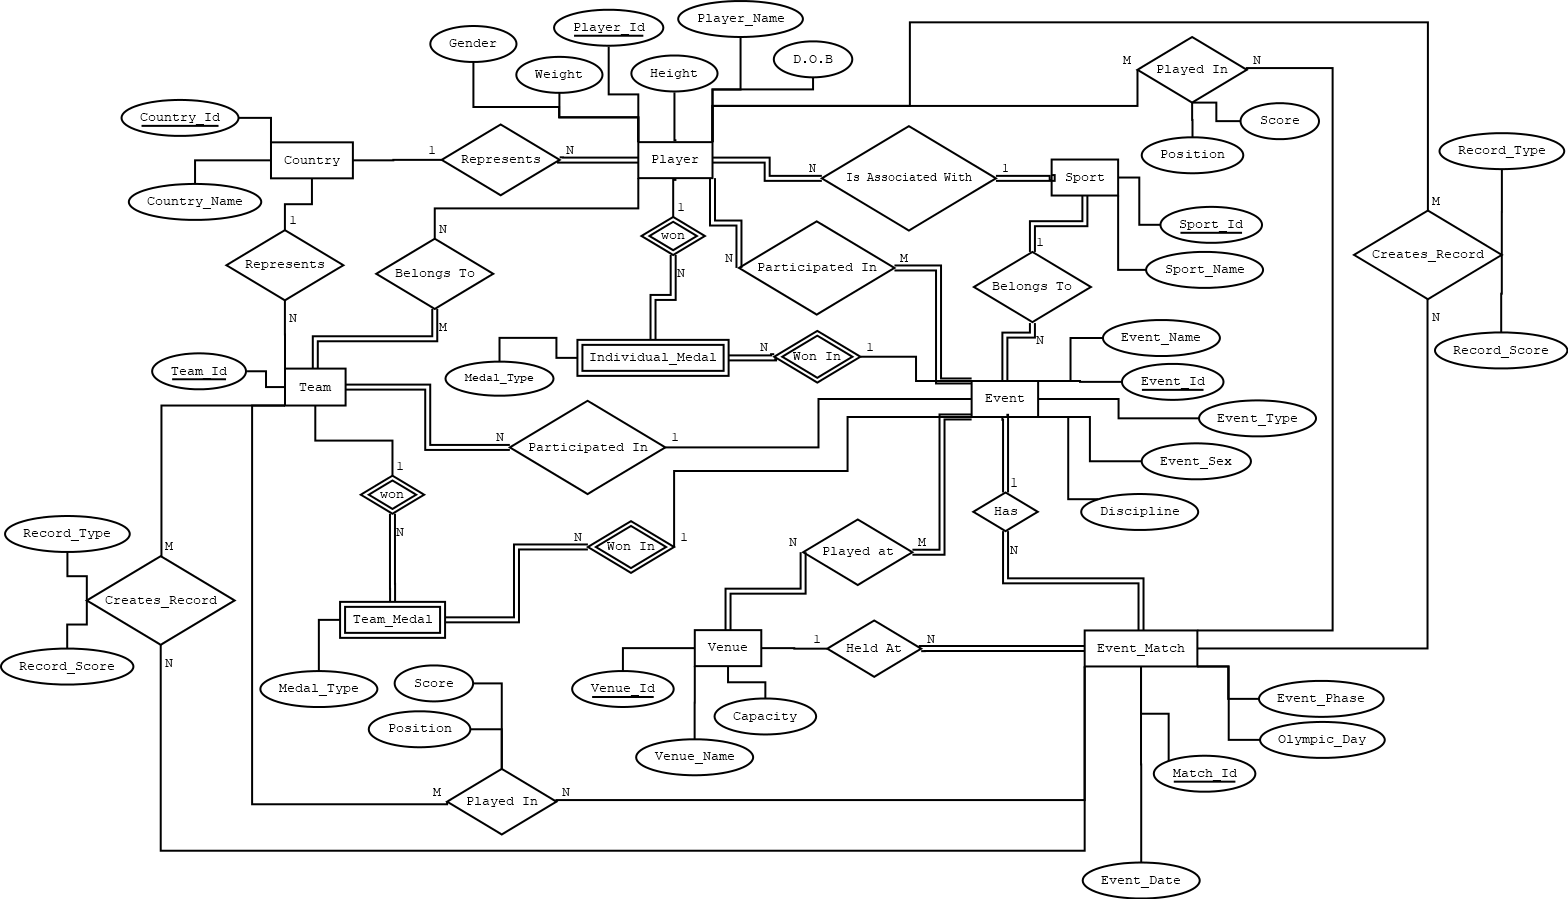 Player_Name
Player_Id
Gender
D.O.B
Weight
Height
M
Played In
N
Country_Id
Score
Position
Record_Type
Country
1
Represents
N
Player
N
Is Associated With
1
Sport
Country_Name
1
M
1
N
won
Sport_Id
1
Represents
Belongs To
N
N
Participated In
M
Belongs To
Sport_Name
Creates_Record
N
M
N
N
Event_Name
Individual_Medal
N
Won In
1
Record_Score
Team_Id
Medal_Type
Event_Id
Team
Event
Event_Type
N
Participated In
1
Event_Sex
1
won
1
Has
Discipline
Record_Type
N
M
N
Won In
1
N
Played at
M
N
Creates_Record
Team_Medal
1
Held At
N
Venue
Event_Match
Record_Score
N
Score
Medal_Type
Venue_Id
Event_Phase
Position
Capacity
Olympic_Day
Venue_Name
Match_Id
M
Played In
N
Event_Date